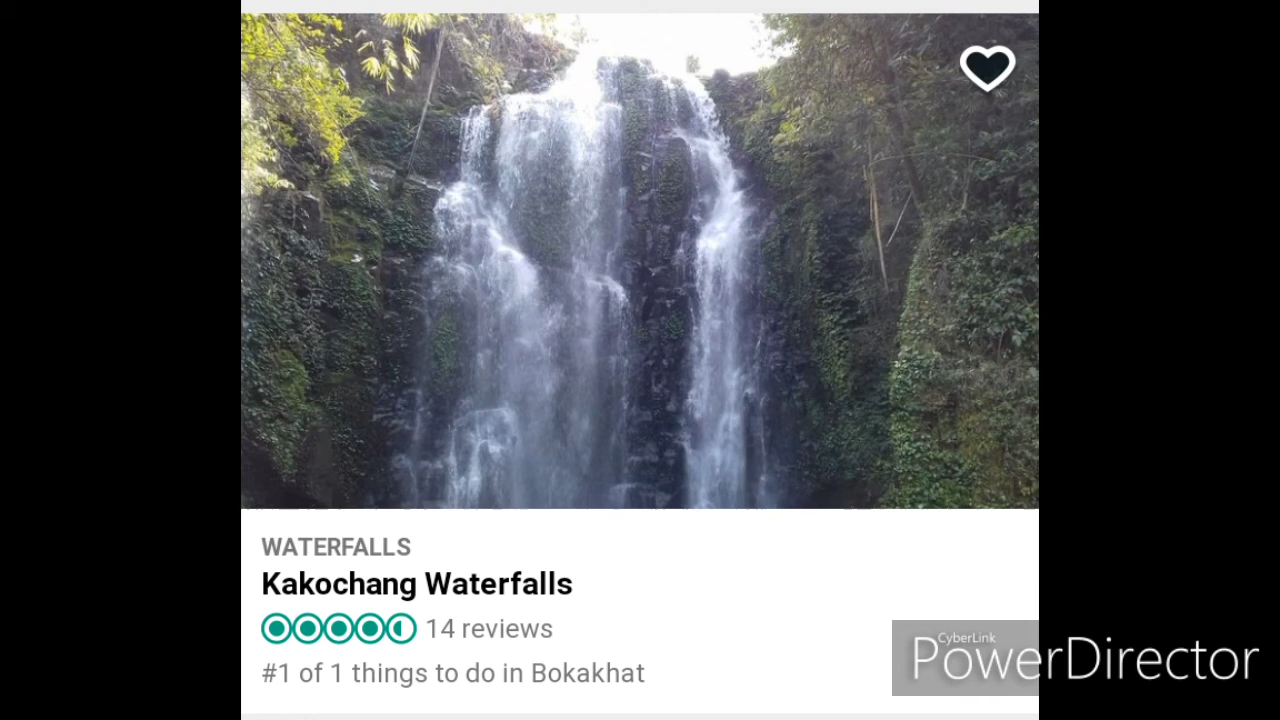 WATERFALLS
Kakochang Waterfalls
14 reviews
#1 of 1 things to do in Bokakhat
CyberLink
PowerDirector